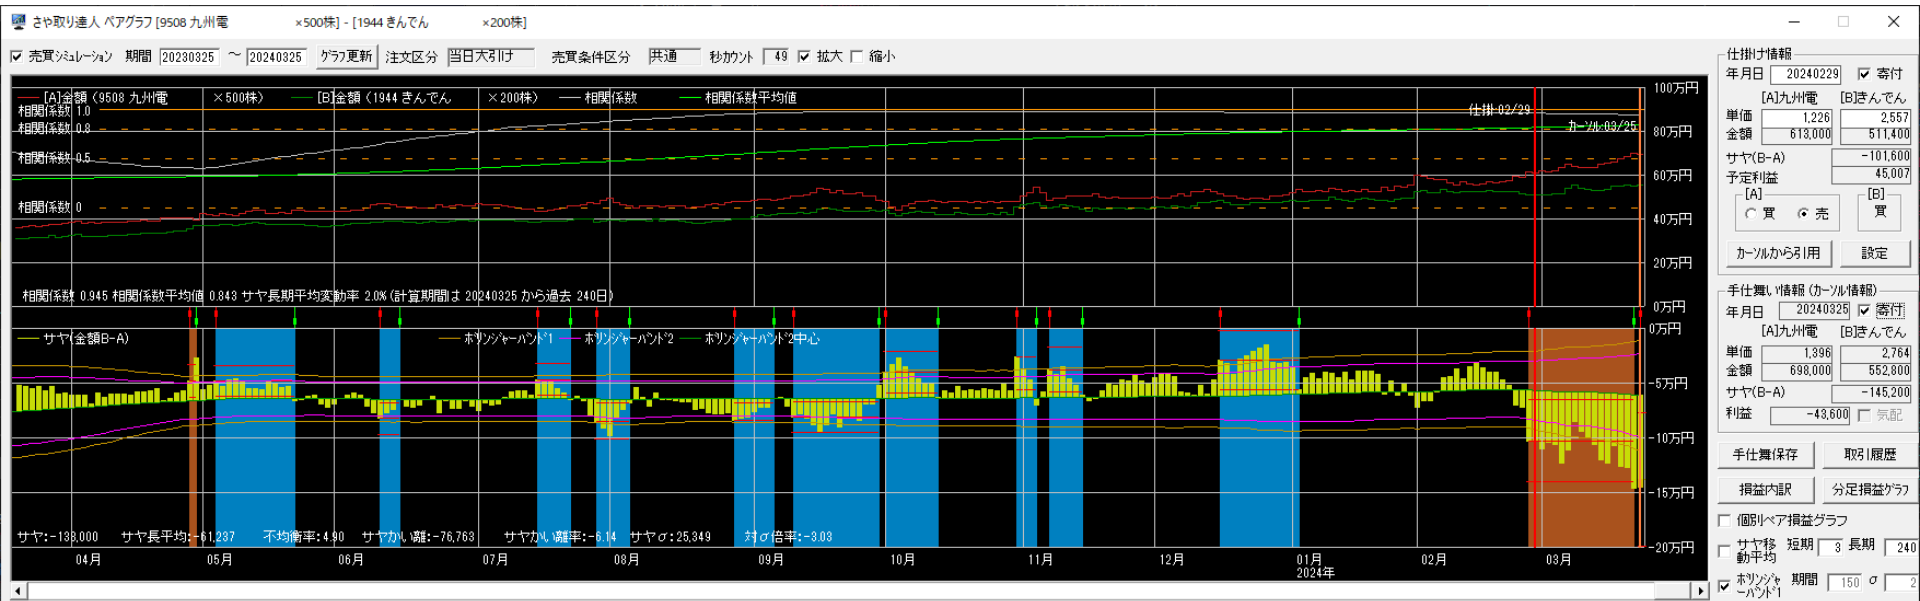 さや取り達人 ペアグラフ [9508 九州電 ×500株] - [1944 きんでん ×200株]
売買シミュレーション 期間 20230325 ～ 20240325 グラフ更新 注文区分 当日大引け 売買条件区分 共通 秒カウント 49 拡大 縮小
[A]金額 (9508 九州電 ×500株) [B]金額 (1944 きんでん ×200株) 相関係数 相関係数平均値
相関係数 1.0
相関係数 0.8
相関係数 0.5
相関係数 0
仕掛:02/29
カーソル:03/25
100万円
80万円
60万円
40万円
20万円
0万円
相関係数 0.945 相関係数平均値 0.843 サヤ長期平均変動率 2.0% (計算期間は 20240325 から過去 240日)
サヤ(金額B-A) ボリンジャーバンド1 ボリンジャーバンド2 ボリンジャーバンド2中心
0万円
-5万円
-10万円
-15万円
-20万円
サヤ:-138,000 サヤ長平均:-61,237 不均衡率:4.90 サヤかい離:-76,763 サヤかい離率:-6.14 サヤσ:25,349 対σ倍率:-3.03
04月 05月 06月 07月 08月 09月 10月 11月 12月 01月 02月 03月
2024年
仕掛け情報
年月日 20240229 寄付
[A]九州電 [B]きんでん
単価 1,226 2,557
金額 613,000 511,400
サヤ(B-A) -101,600
予定利益 45,007
[A] [B]
買 売 買
カーソルから引用 設定
手仕舞い情報 (カーソル情報)
年月日 20240325 寄付
[A]九州電 [B]きんでん
単価 1,396 2,764
金額 698,000 552,800
サヤ(B-A) -145,200
利益 -43,600 気配
手仕舞保存 取引履歴
損益内訳 分足損益グラフ
個別ペア損益グラフ
サヤ移動平均 短期 3 長期 240
ボリンジャーバンド1 期間 150 σ 2